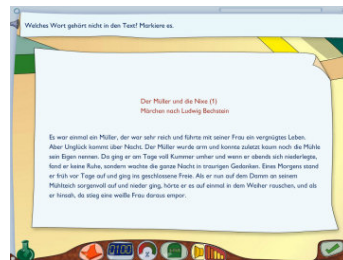 Welches Wort gehört nicht in den Text? Markiere es.
Der Müller und die Nixe (1)
Märchen nach Ludwig Bechstein
Es war einmal ein Müller, der war sehr reich und führte mit seiner Frau ein vergnügtes Leben.
Aber Unglück kommt über Nacht. Der Müller wurde arm und konnte zuletzt kaum noch die Mühle
sein Eigen nennen. Da ging er am Tage voll Kummer umher und wenn er abends sich niederlegte,
fand er keine Ruhe, sondern wachte die ganze Nacht in traurigen Gedanken. Eines Morgens stand
er früh vor Tage auf und ging ins geschlossene Freie. Als er nun auf dem Damm an seinem
Mühlteich sorgenvoll auf und nieder ging, hörte er es auf einmal in dem Weiher rauschen, und als
er hinsah, da stieg eine weiße Frau daraus empor.